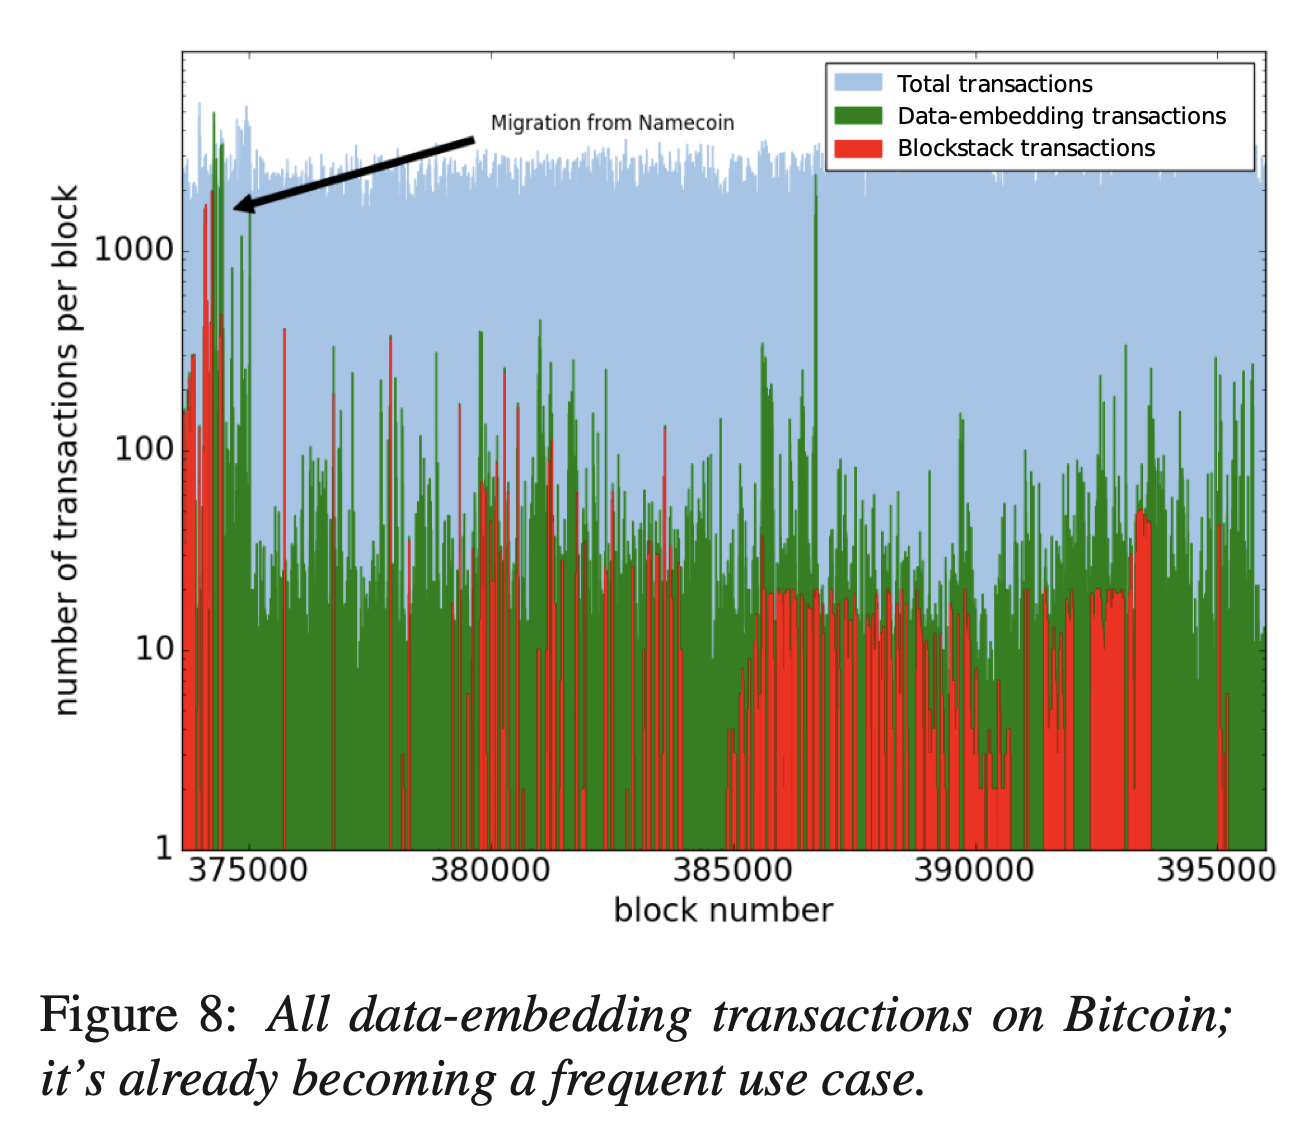 Total transactions
Data-embedding transactions
Blockstack transactions
Migration from Namecoin
number of transactions per block
1000
100
10
1
375000 380000 385000 390000 395000
block number
Figure 8: All data-embedding transactions on Bitcoin;
it's already becoming a frequent use case.